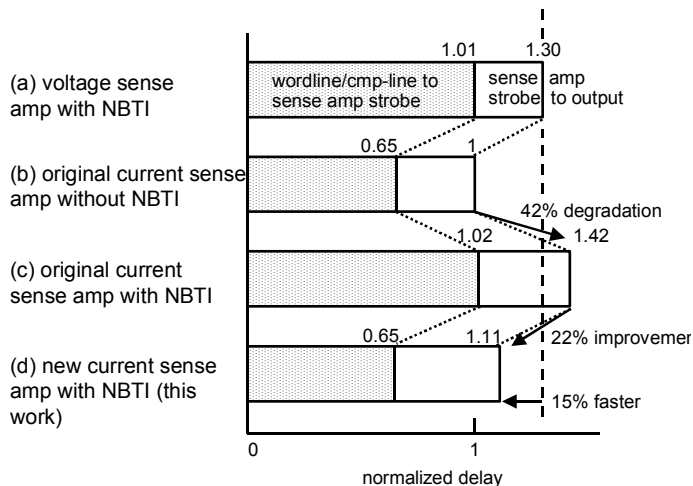 1.01 1.30
(a) voltage sense
amp with NBTI
wordline/cmp-line to
sense amp strobe
sense amp
strobe to output
0.65 1
(b) original current sense
amp without NBTI
42% degradation
1.02 1.42
(c) original current
sense amp with NBTI
0.65 1.11
22% improvemen
(d) new current sense
amp with NBTI (this
work)
15% faster
0 1
normalized delay